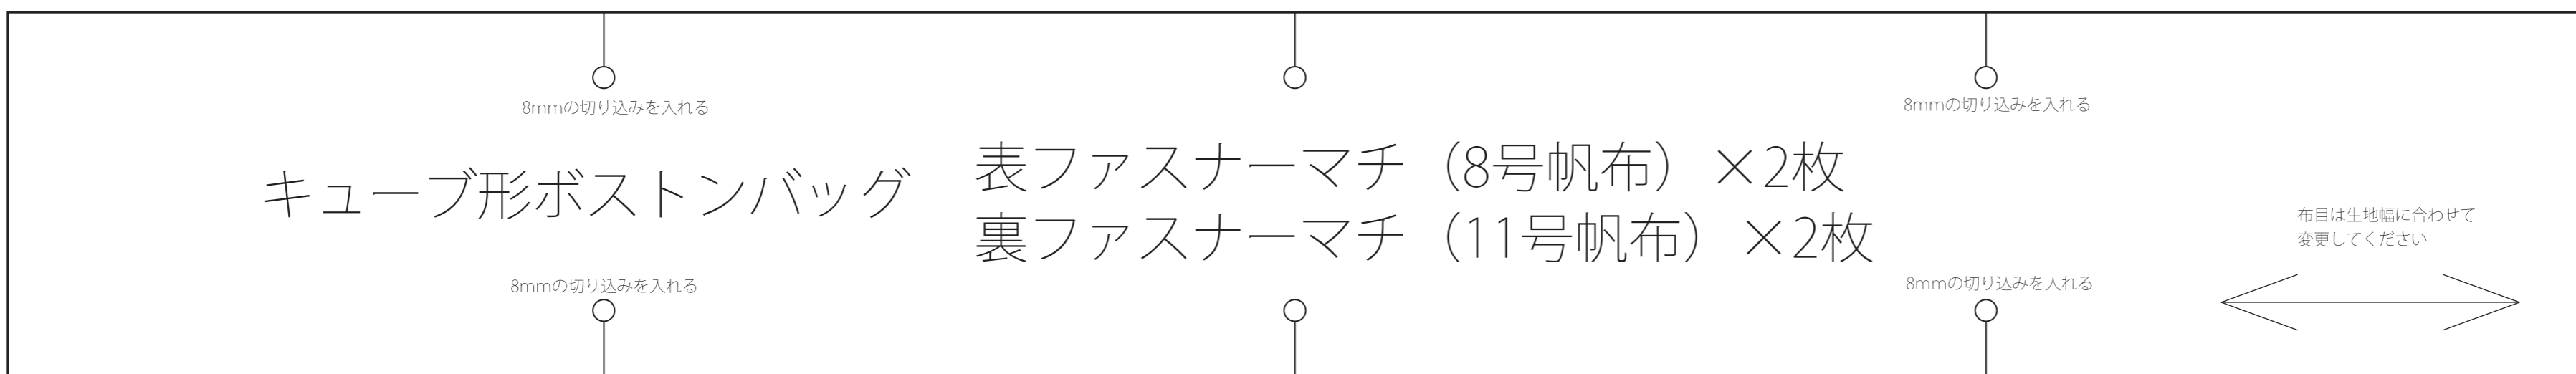 8mmの切り込みを入れる
8mmの切り込みを入れる
キューブ形ボストンバッグ
表ファスナーマチ（8号帆布）×2枚
裏ファスナーマチ（11号帆布）×2枚
布目は生地幅に合わせて
変更してください
8mmの切り込みを入れる
8mmの切り込みを入れる